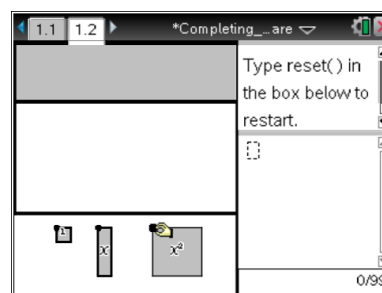 1.1 1.2 *Completing_...are
Type reset( ) in
the box below to
restart.
1 x x²
0/99